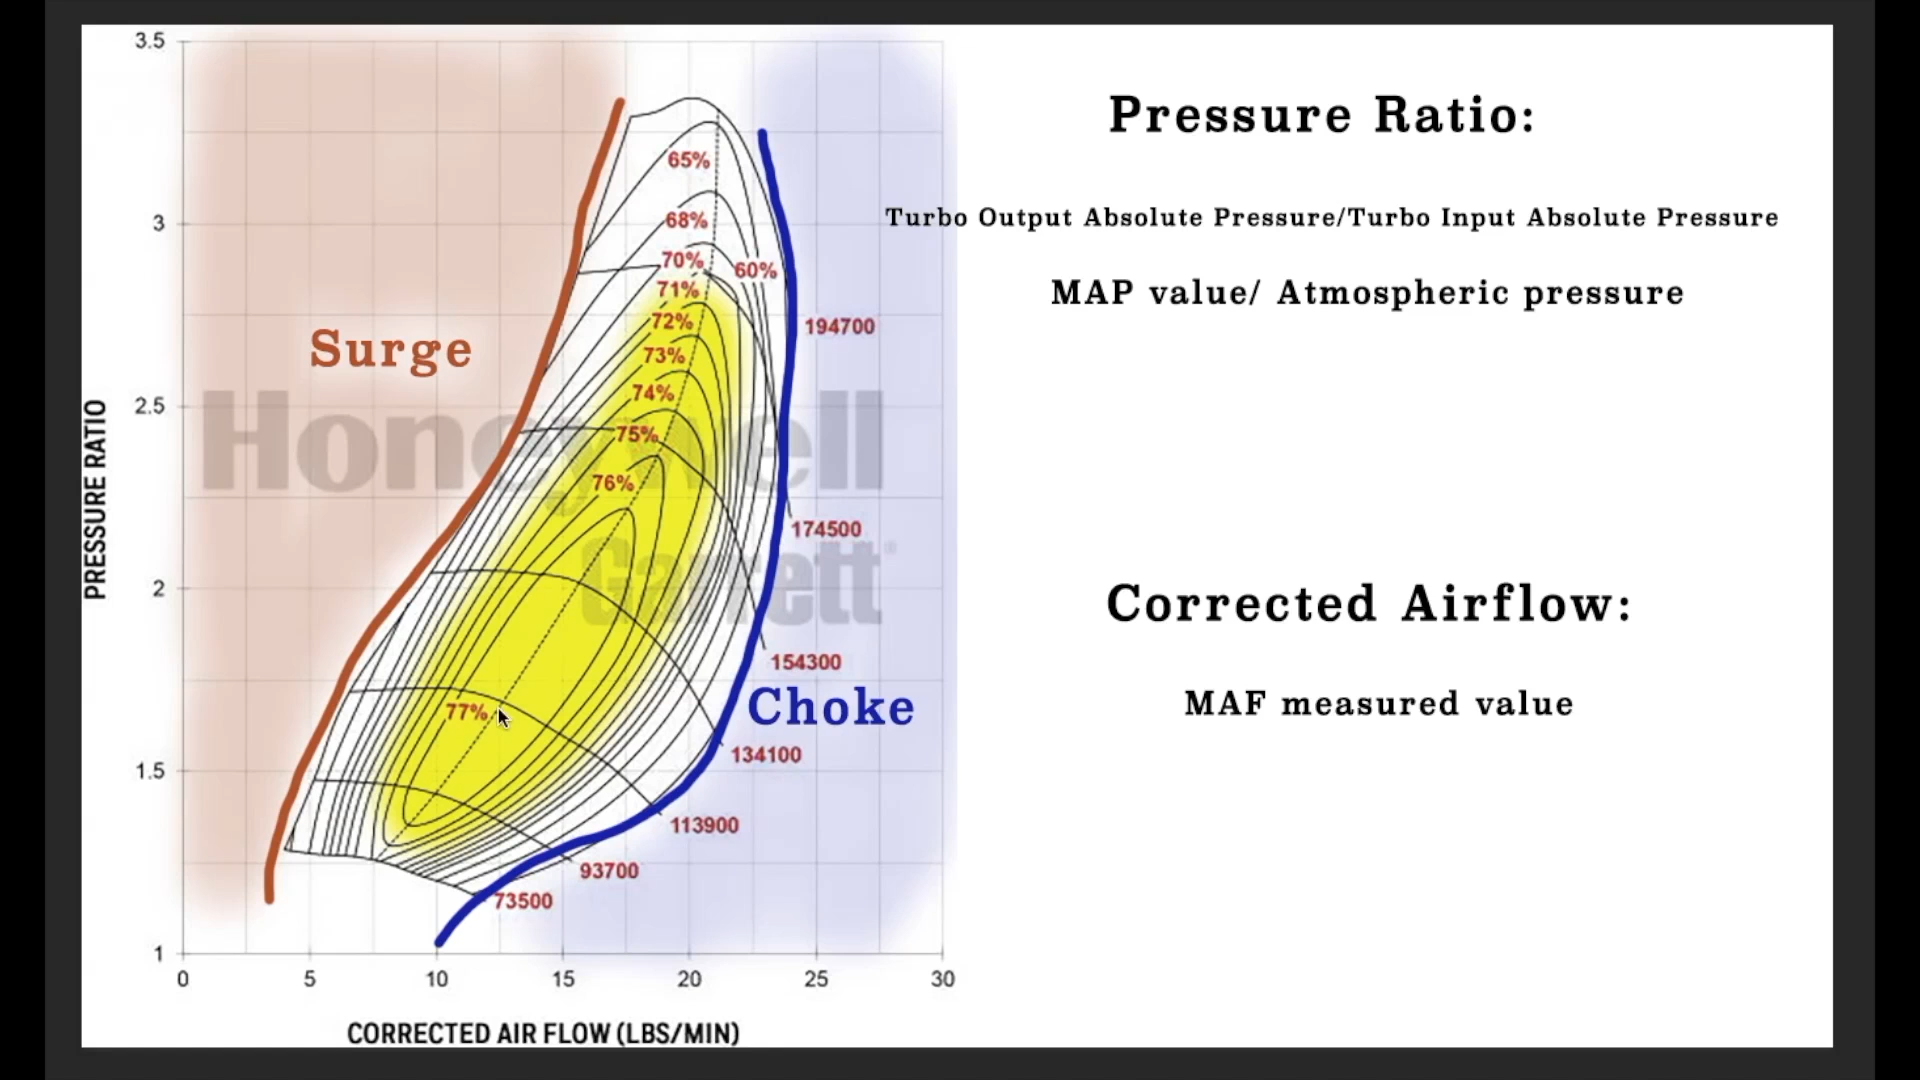 3.5
3
2.5
2
1.5
1
0
5
10
15
20
25
30
PRESSURE RATIO
CORRECTED AIR FLOW (LBS/MIN)
Surge
Choke
Honeywell
Garrett
65%
68%
70%
60%
71%
72%
73%
74%
75%
76%
77%
194700
174500
154300
134100
113900
93700
73500
Pressure Ratio:
Turbo Output Absolute Pressure/Turbo Input Absolute Pressure
MAP value/ Atmospheric pressure
Corrected Airflow:
MAF measured value